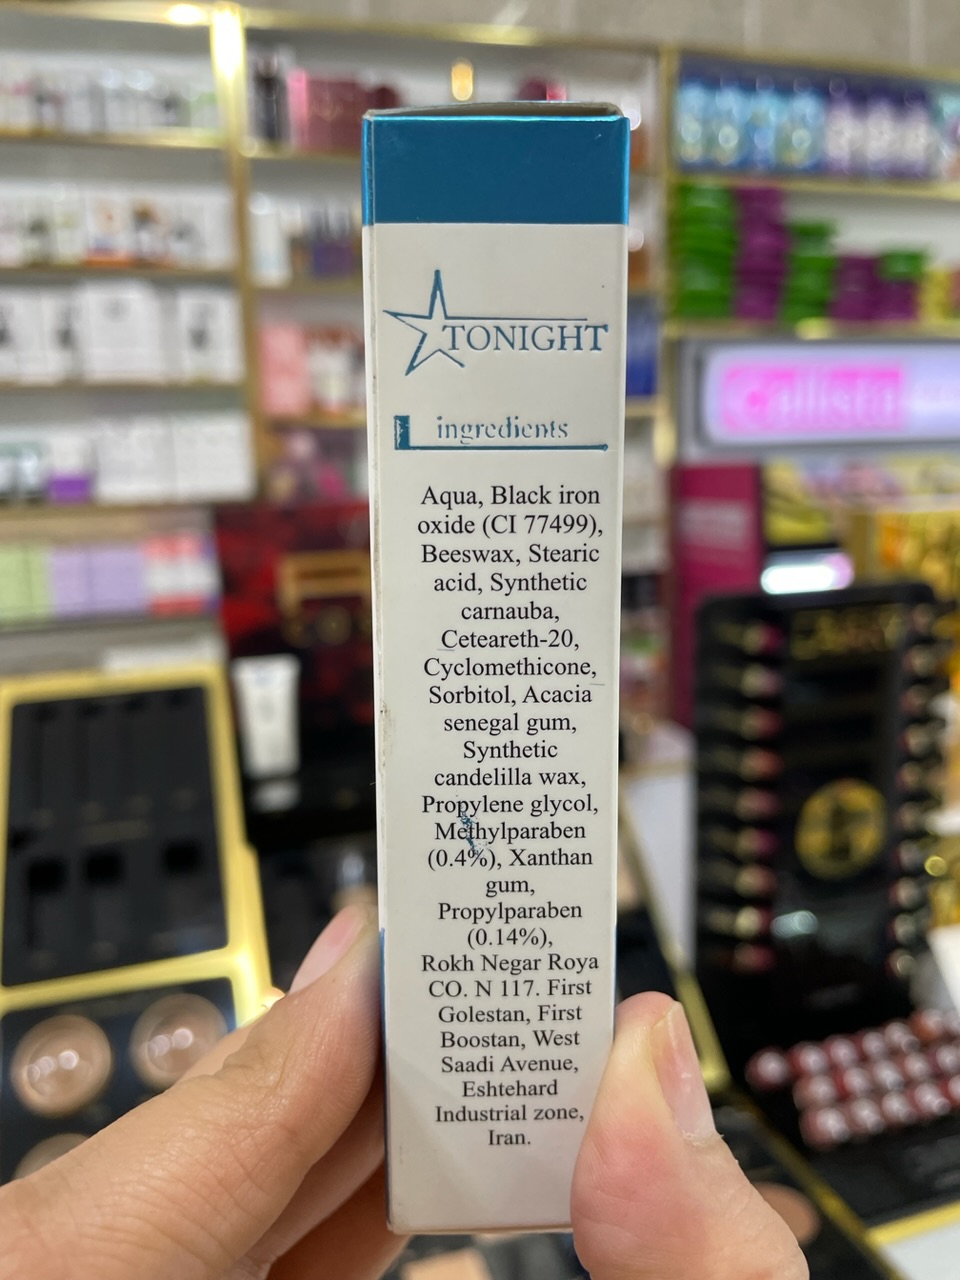 TONIGHT
ingredients
Aqua, Black iron
oxide (CI 77499),
Beeswax, Stearic
acid, Synthetic
carnauba,
Ceteareth-20,
Cyclomethicone,
Sorbitol, Acacia
senegal gum,
Synthetic
candelilla wax,
Propylene glycol,
Methylparaben
(0.4%), Xanthan
gum,
Propylparaben
(0.14%),
Rokh Negar Roya
CO. N 117. First
Golestan, First
Boostan, West
Saadi Avenue,
Eshtehard
Industrial zone,
Iran.
Callista